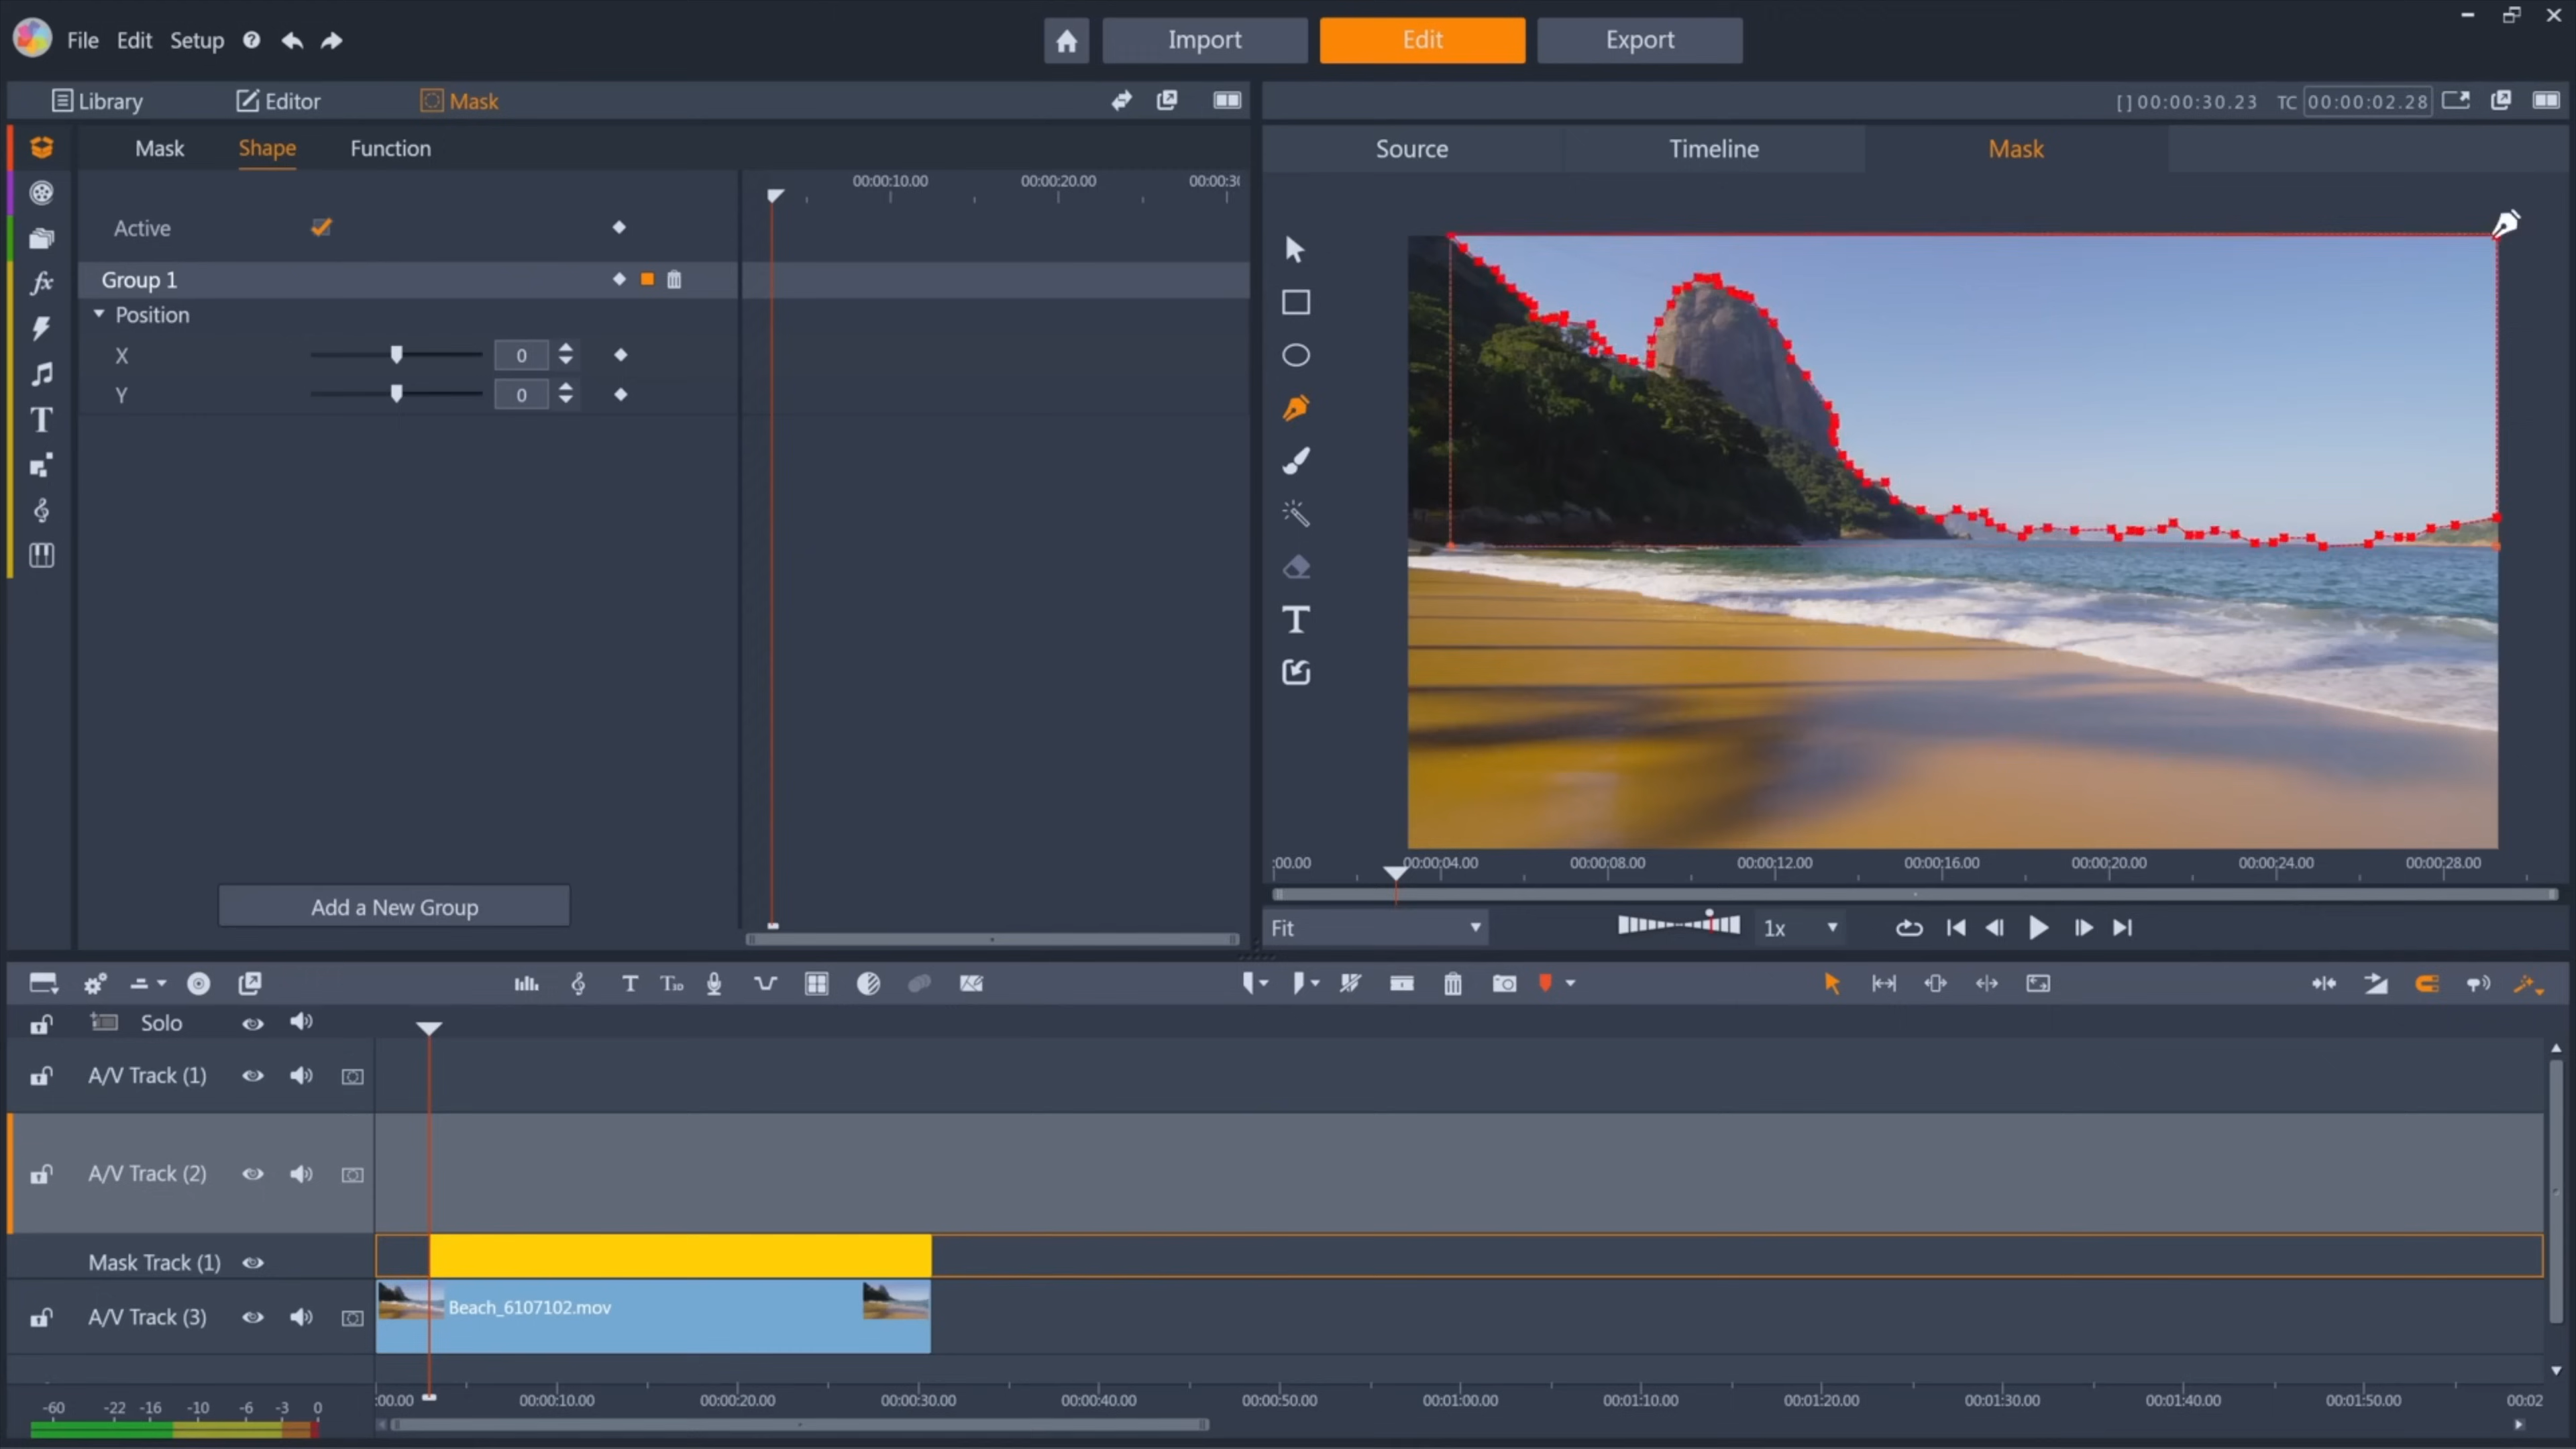 File Edit Setup
Import Edit Export
Library Editor Mask
[ ] 00:00:30.23 TC 00:00:02.28
Mask Shape Function
Source Timeline Mask
00:00:10.00 00:00:20.00 00:00:3
Active
Group 1
Position
X 0
Y 0
Add a New Group
:00.00 00:00:04.00 00:00:08.00 00:00:12.00 00:00:16.00 00:00:20.00 00:00:24.00 00:00:28.00
Fit 1x
T T3D
Solo
A/V Track (1)
A/V Track (2)
Mask Track (1)
A/V Track (3) Beach_6107102.mov
:00.00 00:00:10.00 00:00:20.00 00:00:30.00 00:00:40.00 00:00:50.00 00:01:00.00 00:01:10.00 00:01:20.00 00:01:30.00 00:01:40.00 00:01:50.00 00:02
-60 -22 -16 -10 -6 -3 0